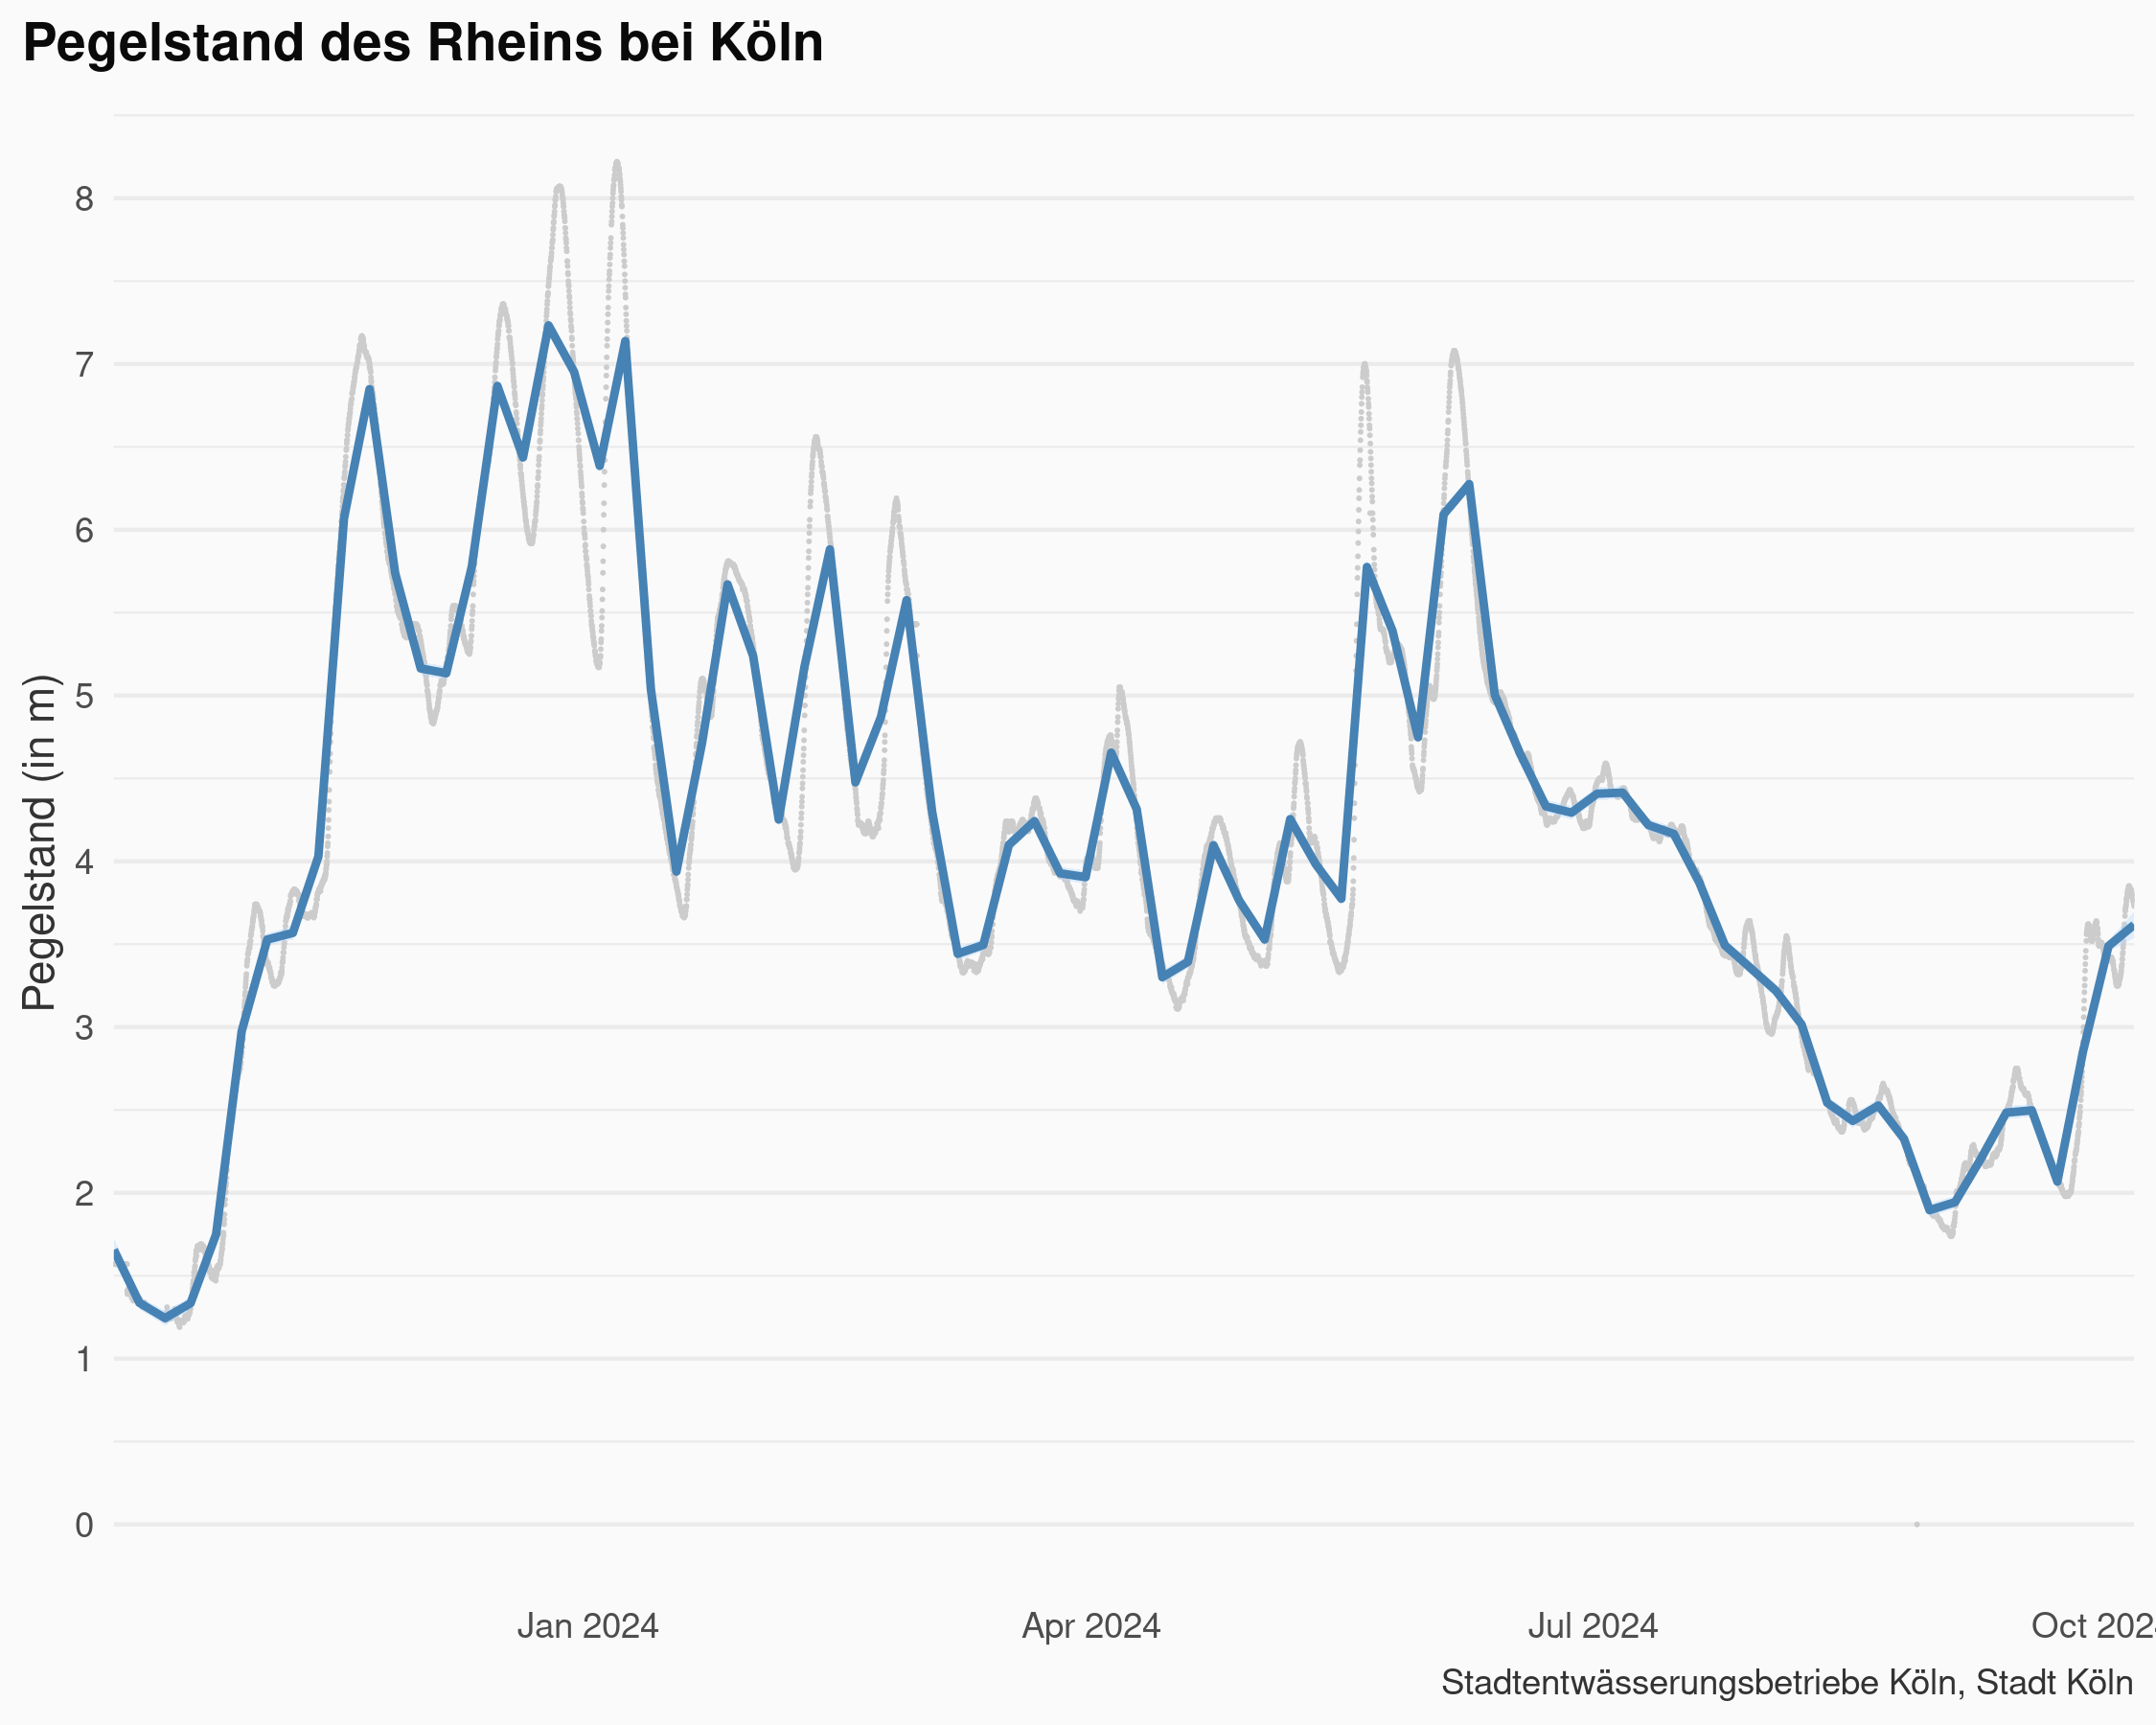 Pegelstand des Rheins bei Köln
Pegelstand (in m)
8
7
6
5
4
3
2
1
0
Jan 2024 Apr 2024 Jul 2024 Oct 202
Stadtentwässerungsbetriebe Köln, Stadt Köln